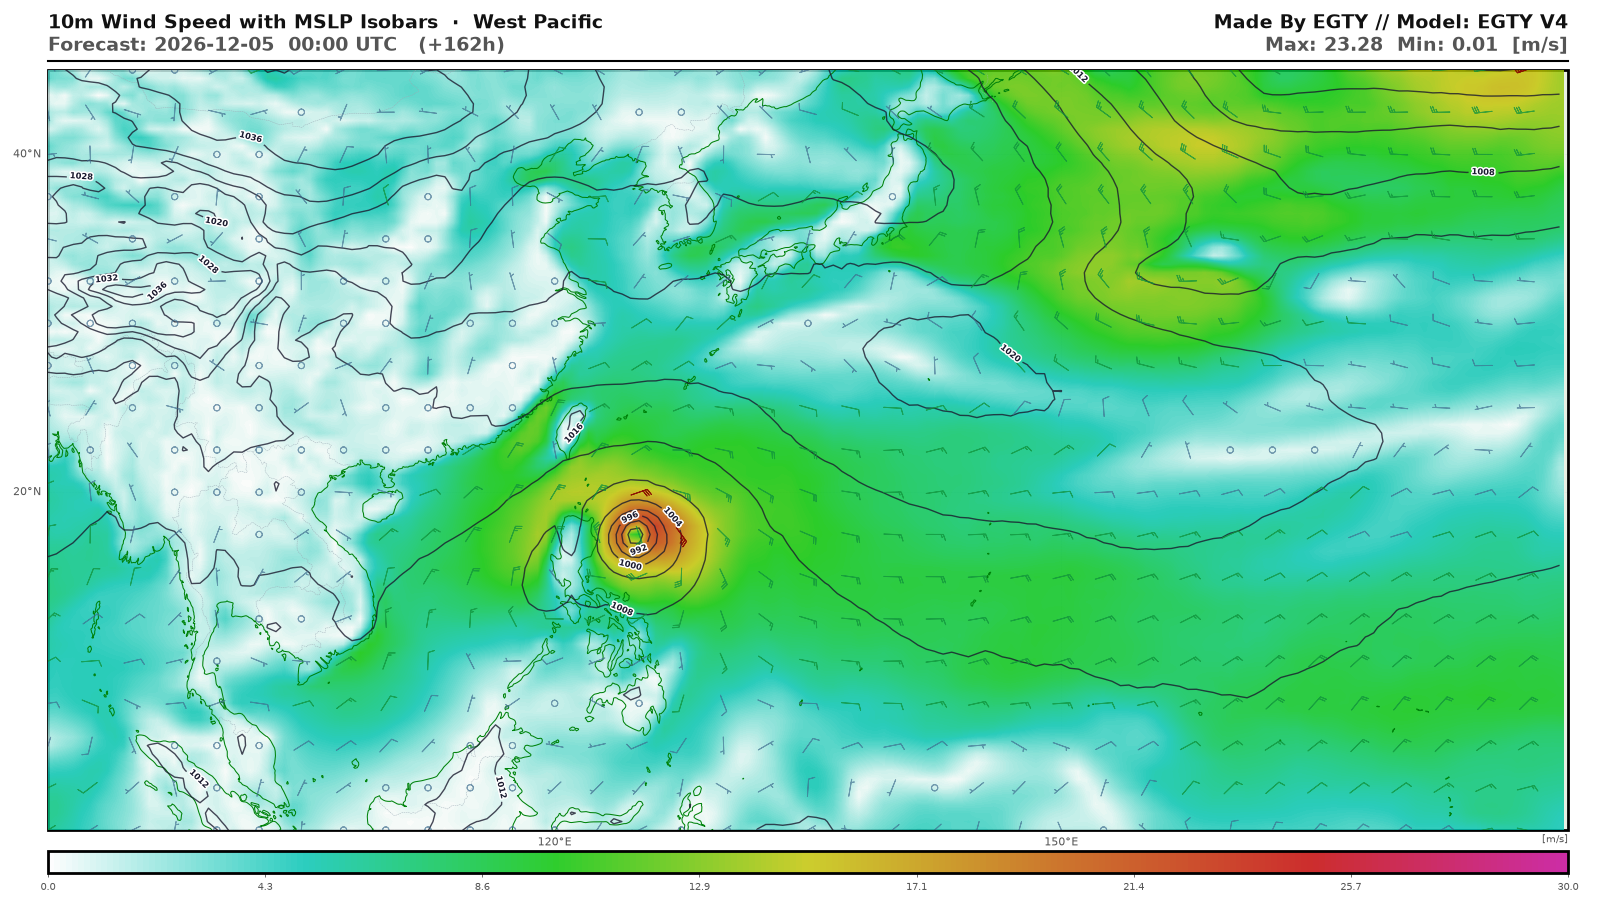 10m Wind Speed with MSLP Isobars · West Pacific
Made By EGTY // Model: EGTY V4
Forecast: 2026-12-05 00:00 UTC (+162h)
Max: 23.28 Min: 0.01 [m/s]
1012
1036
40°N
1028
1008
1020
1028
1032
1036
1020
1016
20°N
996
1004
992
1000
1008
1012
1012
120°E
150°E
[m/s]
0.0
4.3
8.6
12.9
17.1
21.4
25.7
30.0